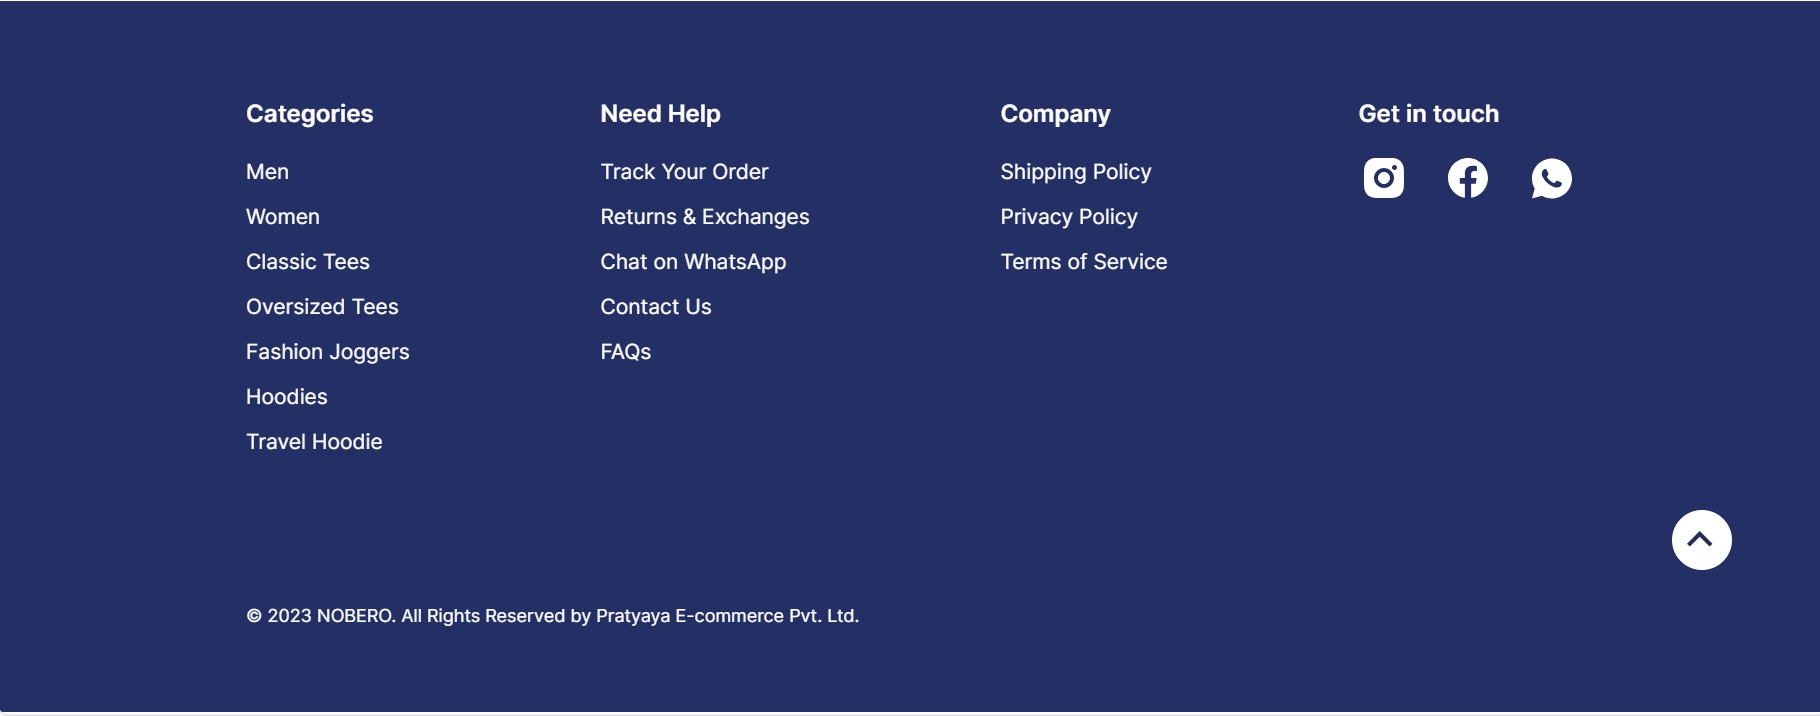 Categories
Men
Women
Classic Tees
Oversized Tees
Fashion Joggers
Hoodies
Travel Hoodie
Need Help
Track Your Order
Returns & Exchanges
Chat on WhatsApp
Contact Us
FAQs
Company
Shipping Policy
Privacy Policy
Terms of Service
Get in touch
© 2023 NOBERO. All Rights Reserved by Pratyaya E-commerce Pvt. Ltd.